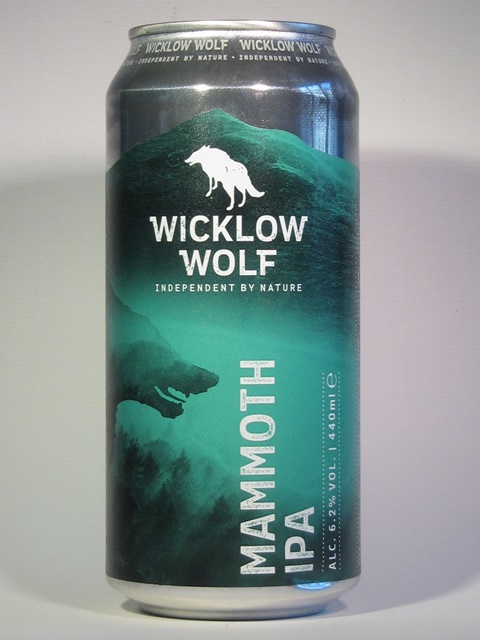 WICKLOW WOLF WICKLOW WOLF
INDEPENDENT BY NATURE • INDEPENDENT BY NATURE
WICKLOW
WOLF
INDEPENDENT BY NATURE
MAMMOTH
IPA
ALC. 6.2% VOL. | 440ml ℮